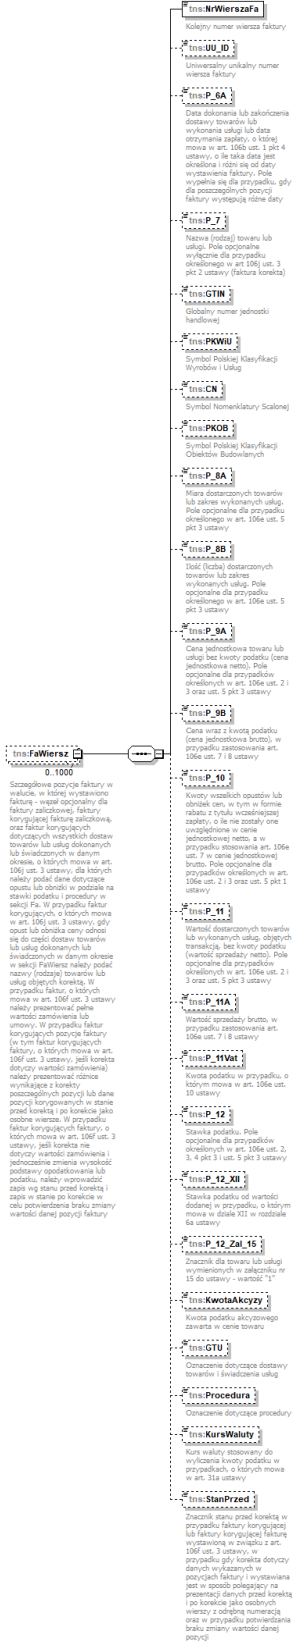 tns:NrWierszaFa
Kolejny numer wiersza faktury
tns:UU_ID
Uniwersalny unikalny numer
wiersza faktury
tns:P_6A
Data dokonania lub zakończenia
dostawy towarów lub
wykonania usługi lub data
otrzymania zapłaty, o której
mowa w art. 106b ust. 1 pkt 4
ustawy, o ile taka data jest
określona i różni się od daty
wystawienia faktury. Pole
wypełnia się dla przypadku, gdy
dla poszczególnych pozycji
faktury występują różne daty
tns:P_7
Nazwa (rodzaj) towaru lub
usługi. Pole opcjonalne
wyłącznie dla przypadku
określonego w art 106j ust. 3
pkt 2 ustawy (faktura korekta)
tns:GTIN
Globalny numer jednostki
handlowej
tns:PKWiU
Symbol Polskiej Klasyfikacji
Wyrobów i Usług
tns:CN
Symbol Nomenklatury Scalonej
tns:PKOB
Symbol Polskiej Klasyfikacji
Obiektów Budowlanych
tns:P_8A
Miara dostarczonych towarów
lub zakres wykonanych usług.
Pole opcjonalne dla przypadku
określonego w art. 106e ust. 5
pkt 3 ustawy
tns:P_8B
Ilość (liczba) dostarczonych
towarów lub zakres
wykonanych usług. Pole
opcjonalne dla przypadku
określonego w art. 106e ust. 5
pkt 3 ustawy
tns:P_9A
Cena jednostkowa towaru lub
usługi bez kwoty podatku (cena
jednostkowa netto). Pole
opcjonalne dla przypadków
określonych w art. 106e ust. 2 i
3 oraz ust. 5 pkt 3 ustawy
tns:P_9B
Cena wraz z kwotą podatku
(cena jednostkowa brutto), w
przypadku zastosowania art.
106e ust. 7 i 8 ustawy
tns:FaWiersz
0..1000
Szczegółowe pozycje faktury w
walucie, w której wystawiono
fakturę - węzeł opcjonalny dla
faktury zaliczkowej, faktury
korygującej fakturę zaliczkową,
oraz faktur korygujących
dotyczących wszystkich dostaw
towarów lub usług dokonanych
lub świadczonych w danym
okresie, o których mowa w art.
106j ust. 3 ustawy, dla których
należy podać dane dotyczące
opustu lub obniżki w podziale na
stawki podatku i procedury w
sekcji Fa. W przypadku faktur
korygujących, o których mowa
w art. 106j ust. 3 ustawy, gdy
opust lub obniżka ceny odnosi
się do części dostaw towarów
lub usług dokonanych lub
świadczonych w danym okresie
w sekcji FaWiersz należy podać
nazwy (rodzaje) towarów lub
usług objętych korektą. W
przypadku faktur, o których
mowa w art. 106f ust. 3 ustawy
należy prezentować pełne
wartości zamówienia lub
umowy. W przypadku faktur
korygujących pozycje faktury
(w tym faktur korygujących
faktury, o których mowa w art.
106f ust. 3 ustawy, jeśli korekta
dotyczy wartości zamówienia)
należy prezentować różnice
wynikające z korekty
poszczególnych pozycji lub dane
pozycji korygowanych w stanie
przed korektą i po korekcie jako
osobne wiersze. W przypadku
faktur korygujących faktury, o
których mowa w art. 106f ust. 3
ustawy, jeśli korekta nie
dotyczy wartości zamówienia i
jednocześnie zmienia wysokość
podstawy opodatkowania lub
podatku, należy wprowadzić
zapis wg stanu przed korektą i
zapis w stanie po korekcie w
celu potwierdzenia braku zmiany
wartości danej pozycji faktury
tns:P_10
Kwoty wszelkich opustów lub
obniżek cen, w tym w formie
rabatu z tytułu wcześniejszej
zapłaty, o ile nie zostały one
uwzględnione w cenie
jednostkowej netto, a w
przypadku stosowania art. 106e
ust. 7 w cenie jednostkowej
brutto. Pole opcjonalne dla
przypadków określonych w art.
106e ust. 2 i 3 oraz ust. 5 pkt 1
ustawy
tns:P_11
Wartość dostarczonych towarów
lub wykonanych usług, objętych
transakcją, bez kwoty podatku
(wartość sprzedaży netto). Pole
opcjonalne dla przypadków
określonych w art. 106e ust. 2 i
3 oraz ust. 5 pkt 3 ustawy
tns:P_11A
Wartość sprzedaży brutto, w
przypadku zastosowania art.
106e ust. 7 i 8 ustawy
tns:P_11Vat
Kwota podatku w przypadku, o
którym mowa w art. 106e ust.
10 ustawy
tns:P_12
Stawka podatku. Pole
opcjonalne dla przypadków
określonych w art. 106e ust. 2,
3, 4 pkt 3 i ust. 5 pkt 3 ustawy
tns:P_12_XII
Stawka podatku od wartości
dodanej w przypadku, o którym
mowa w dziale XII w rozdziale
6a ustawy
tns:P_12_Zal_15
Znacznik dla towaru lub usługi
wymienionych w załączniku nr
15 do ustawy - wartość "1"
tns:KwotaAkcyzy
Kwota podatku akcyzowego
zawarta w cenie towaru
tns:GTU
Oznaczenie dotyczące dostawy
towarów i świadczenia usług
tns:Procedura
Oznaczenie dotyczące procedury
tns:KursWaluty
Kurs waluty stosowany do
wyliczenia kwoty podatku w
przypadkach, o których mowa
w art. 31a ustawy
tns:StanPrzed
Znacznik stanu przed korektą w
przypadku faktury korygującej
lub faktury korygującej fakturę
wystawioną w związku z art.
106f ust. 3 ustawy, w
przypadku gdy korekta dotyczy
danych wykazanych w
pozycjach faktury i wystawiana
jest w sposób polegający na
prezentacji danych przed korektą
i po korekcie jako osobnych
wierszy z odrębną numeracją
oraz w przypadku potwierdzania
braku zmiany wartości danej
pozycji